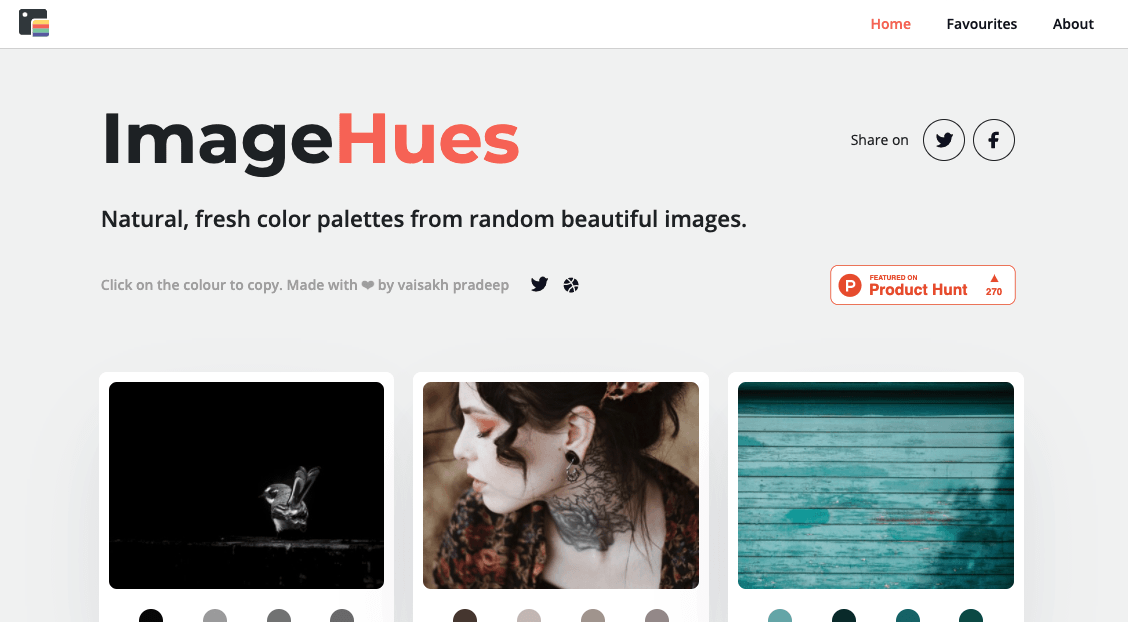 Home Favourites About
ImageHues
Share on
Natural, fresh color palettes from random beautiful images.
Click on the colour to copy. Made with ❤ by vaisakh pradeep
P FEATURED ON
Product Hunt
▲
270